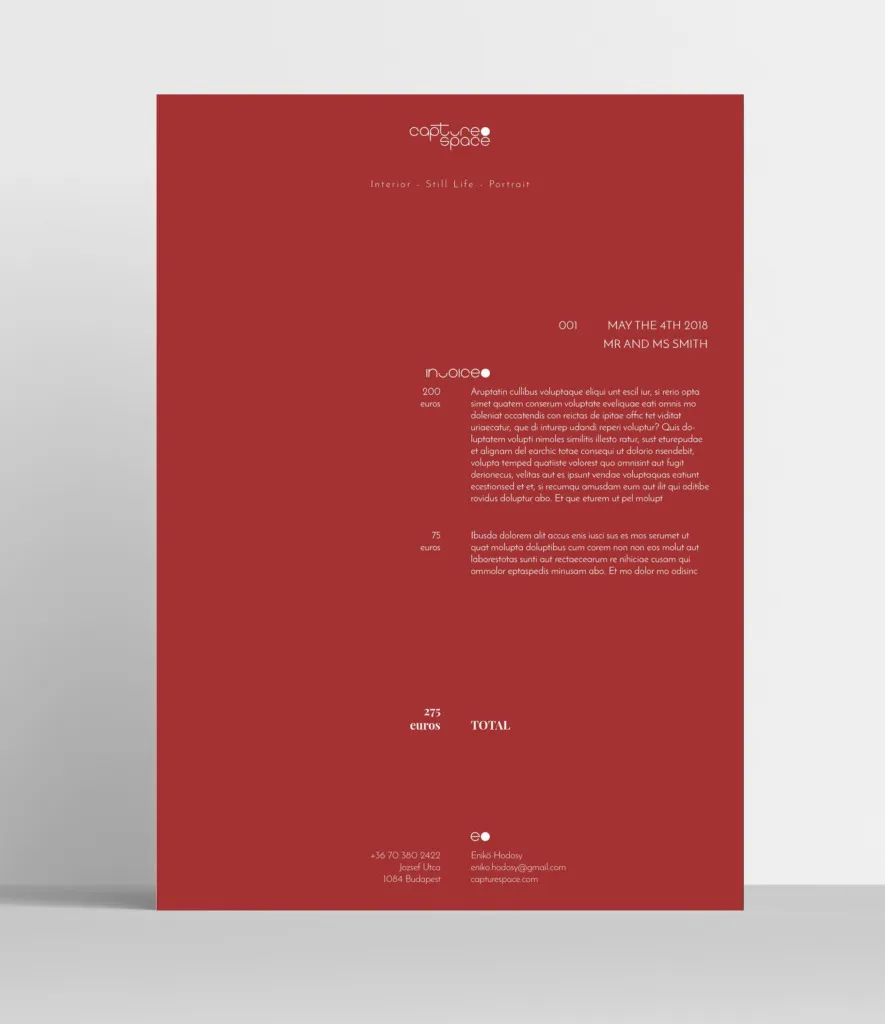 capture
space
Interior - Still Life - Portrait
001 MAY THE 4TH 2018
MR AND MS SMITH
INVOICE
200
euros
Aruptatin cullibus voluptaque eliqui unt escil iur, si rerio opta
simet quatem conserum voluptate eveliquae eati omnis mo
doleniat occatendis con reictas de ipitae offic tet viditat
uriaecatur, que di inturep udandi reperi voluptur? Quis do-
luptatem volupti nimoles similitis illesto ratur, sust eturepudae
et alignam del earchic totae consequi ut dolorio nsendebit,
volupta temped quatiiste volorest quo omnisint aut fugit
derionecus, velitas aut es ipsunt vendae voluptaquas eatiunt
ecestionsed et et, si recumqu amusdam eum aut ilit qui aditibe
rovidus doluptur abo. Et que eturem ut pel molupt
75
euros
Ibusda dolorem alit accus enis iusci sus es mos serumet ut
quat molupta doluptibus cum corem non non eos molut aut
laborestotas sunti aut rectaecearum re nihiciae cusam qui
ommolor eptaspedis minusam abo. Et mo dolor mo odisinc
275
euros TOTAL
e
+36 70 380 2422
Jozsef Utca
1084 Budapest
Enikö Hodosy
eniko.hodosy@gmail.com
capturespace.com